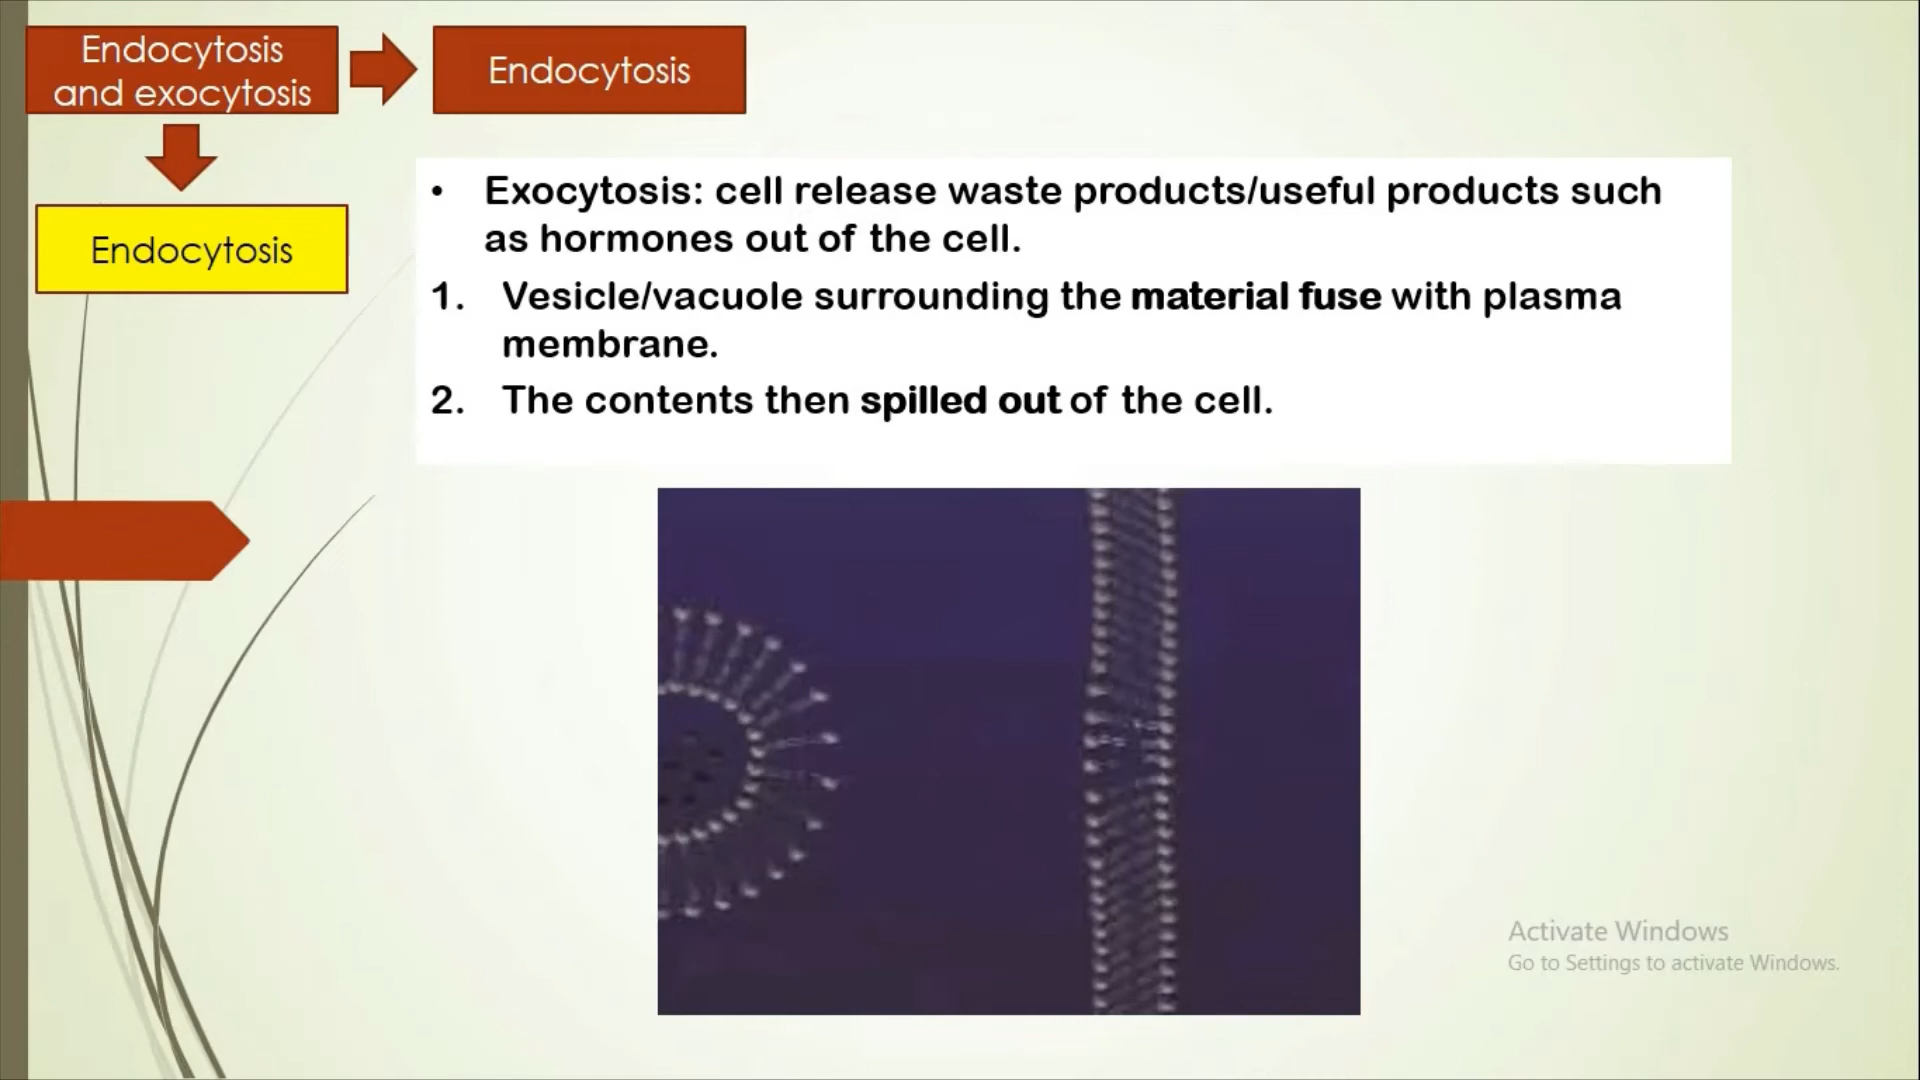 Endocytosis
and exocytosis
Endocytosis
Endocytosis
• Exocytosis: cell release waste products/useful products such
as hormones out of the cell.
1. Vesicle/vacuole surrounding the material fuse with plasma
membrane.
2. The contents then spilled out of the cell.
Activate Windows
Go to Settings to activate Windows.